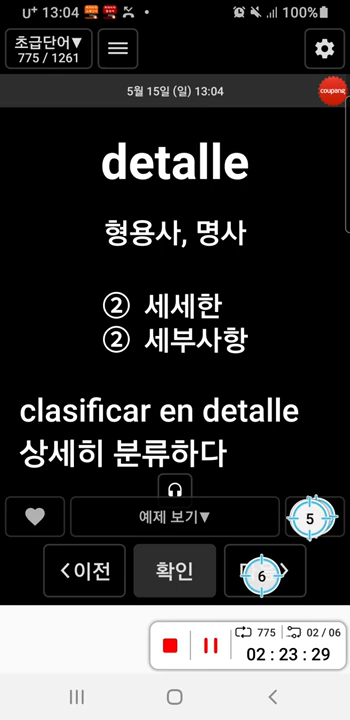 U+ 13:04 100%
초급단어▼
775 / 1261
5월 15일 (일) 13:04
coupang
detalle
형용사, 명사
② 세세한
② 세부사항
clasificar en detalle
상세히 분류하다
예제 보기▼
5
<이전 확인
6
775 02 / 06
02 : 23 : 29